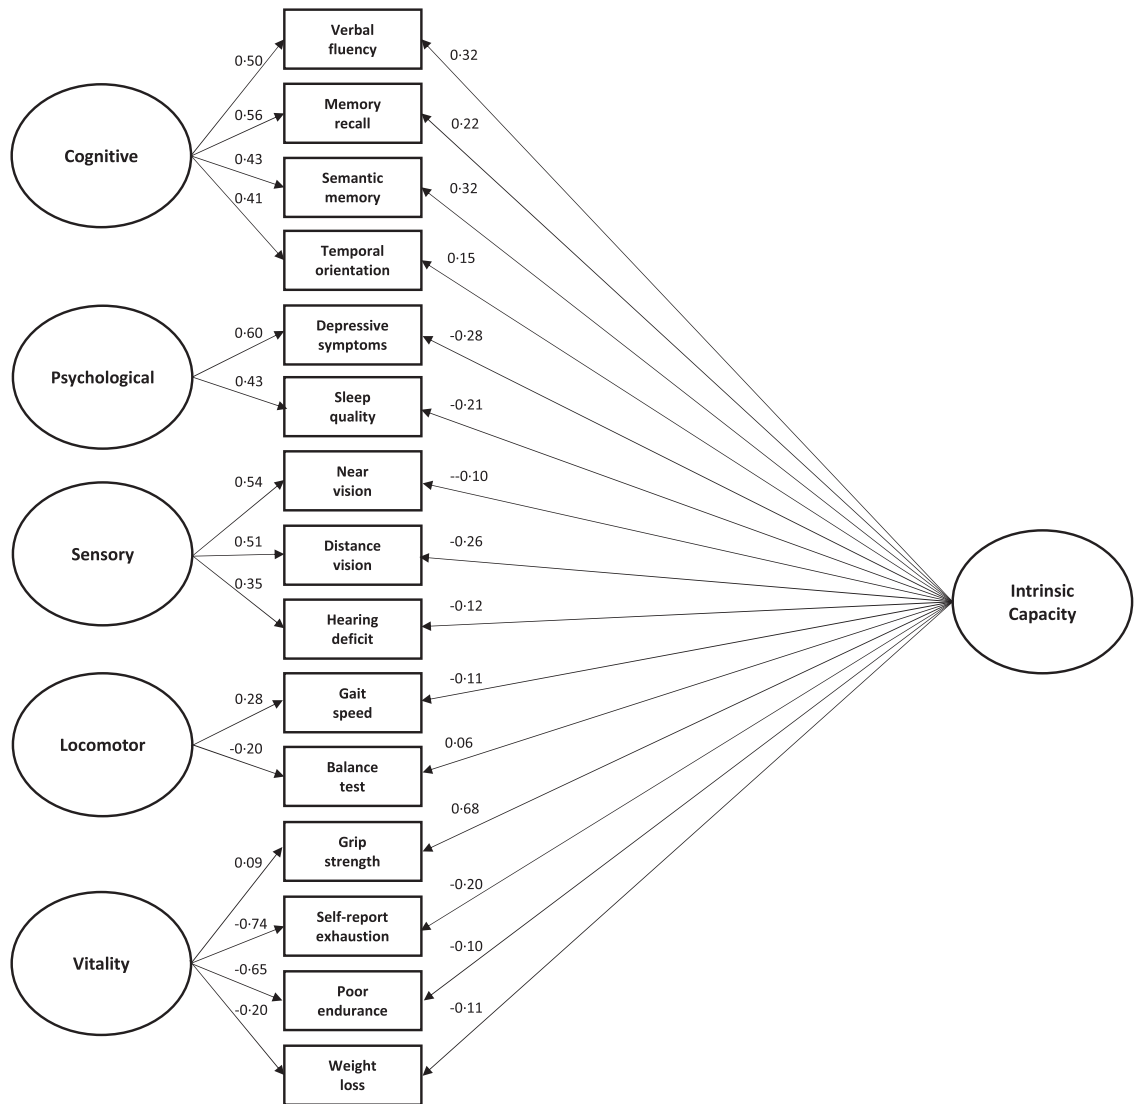 Verbal
fluency
0·50
0·32
Memory
recall
0·56
0·22
Cognitive
0·43
Semantic
memory
0·32
0·41
Temporal
orientation
0·15
Depressive
symptoms
0·60
-0·28
Psychological
0·43
Sleep
quality
-0·21
Near
vision
0·54
--0·10
Sensory
0·51
Distance
vision
-0·26
0·35
Hearing
deficit
-0·12
Intrinsic
Capacity
Gait
speed
0·28
-0·11
Locomotor
-0·20
Balance
test
0·06
Grip
strength
0·09
0·68
Self-report
exhaustion
-0·74
-0·20
Vitality
-0·65
Poor
endurance
-0·10
-0·20
Weight
loss
-0·11